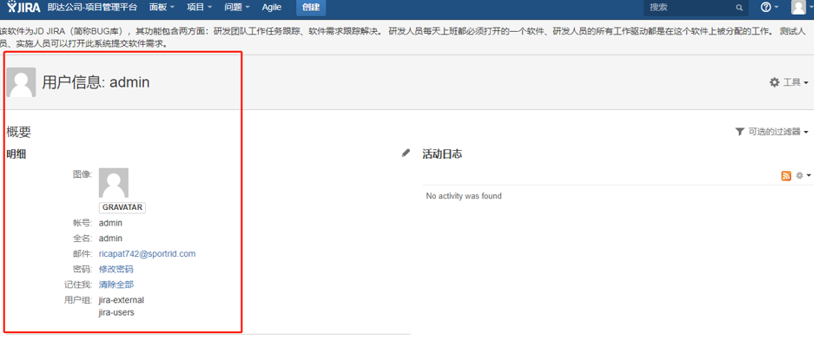 JIRA 即达公司-项目管理平台 面板 项目 问题 Agile 创建 搜索
该软件为JD JIRA（简称BUG库），其功能包含两方面：研发团队工作任务跟踪、软件需求跟踪解决。 研发人员每天上班都必须打开的一个软件、研发人员的所有工作驱动都是在这个软件上被分配的工作。 测试人
员、实施人员可以打开此系统提交软件需求。
用户信息: admin
工具
概要
可选的过滤器
明细
活动日志
图像:
GRAVATAR
No activity was found
帐号: admin
全名: admin
邮件: ricapat742@sportrid.com
密码: 修改密码
记住我: 清除全部
用户组: jira-external
jira-users